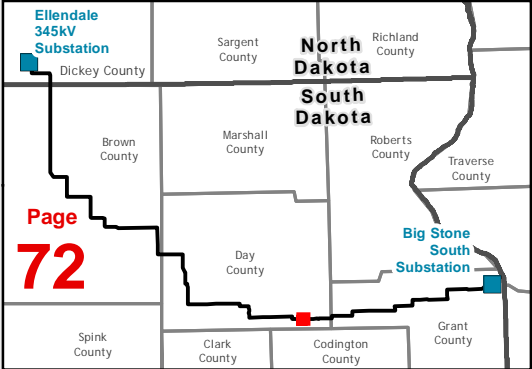 Ellendale
345kV
Substation
Dickey County
Sargent
County
North
Dakota
Richland
County
South
Dakota
Brown
County
Marshall
County
Roberts
County
Traverse
County
Page
72
Day
County
Big Stone
South
Substation
Spink
County
Clark
County
Codington
County
Grant
County